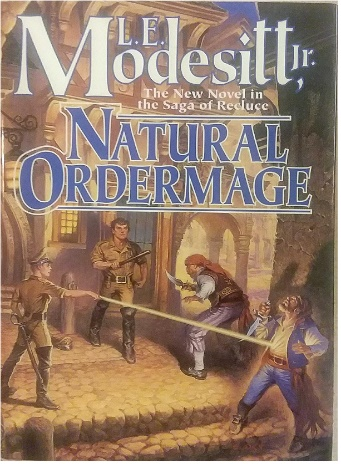 L.E.
Modesitt, Jr.
The New Novel in
the Saga of Recluce
NATURAL
ORDERMAGE